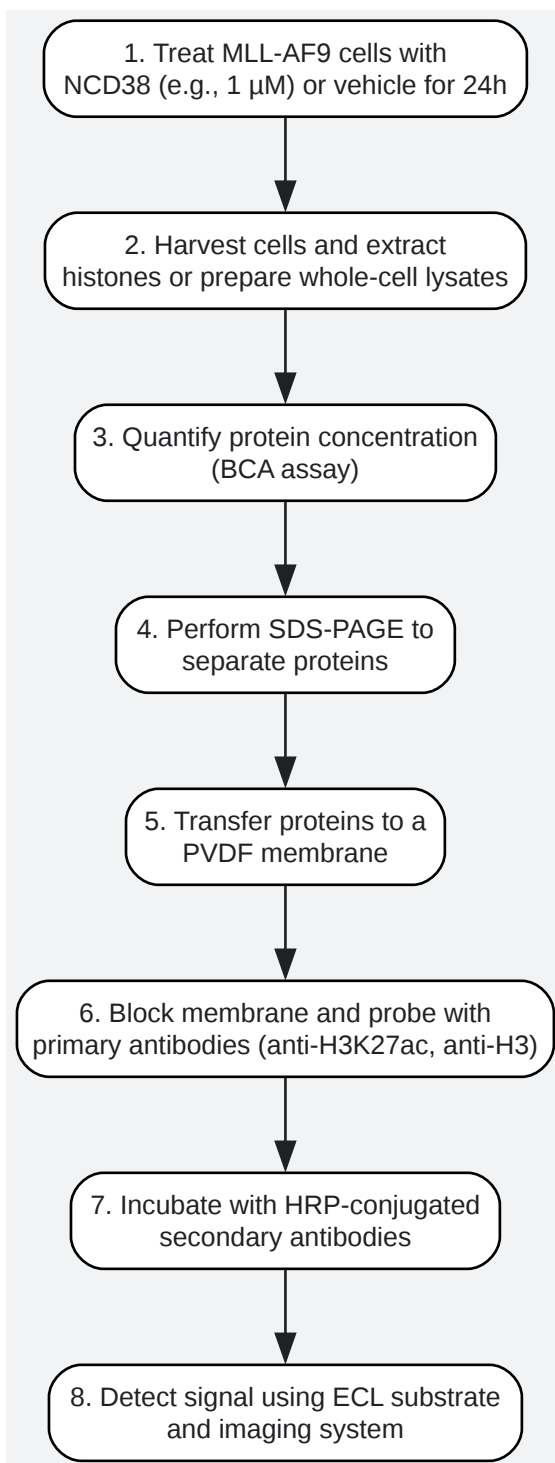 1. Treat MLL-AF9 cells with
NCD38 (e.g., 1 µM) or vehicle for 24h
2. Harvest cells and extract
histones or prepare whole-cell lysates
3. Quantify protein concentration
(BCA assay)
4. Perform SDS-PAGE to
separate proteins
5. Transfer proteins to a
PVDF membrane
6. Block membrane and probe with
primary antibodies (anti-H3K27ac, anti-H3)
7. Incubate with HRP-conjugated
secondary antibodies
8. Detect signal using ECL substrate
and imaging system